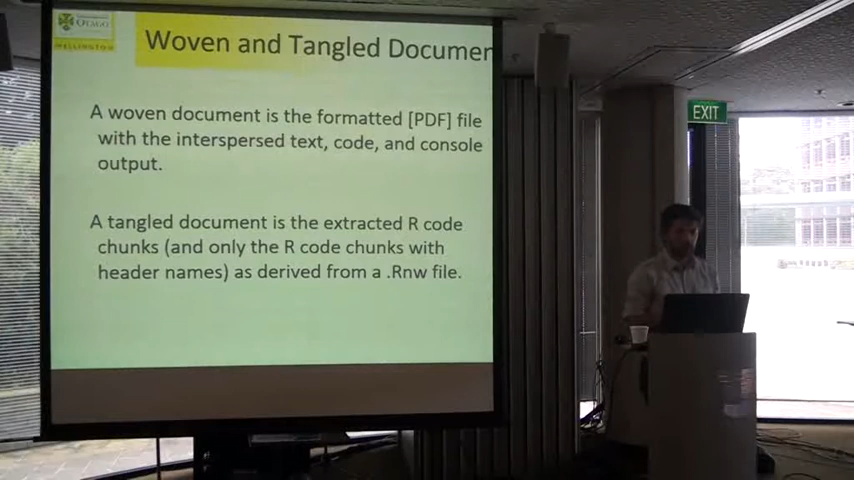 OTAGO
WELLINGTON
Woven and Tangled Documen
A woven document is the formatted [PDF] file
with the interspersed text, code, and console
output.
A tangled document is the extracted R code
chunks (and only the R code chunks with
header names) as derived from a .Rnw file.
EXIT